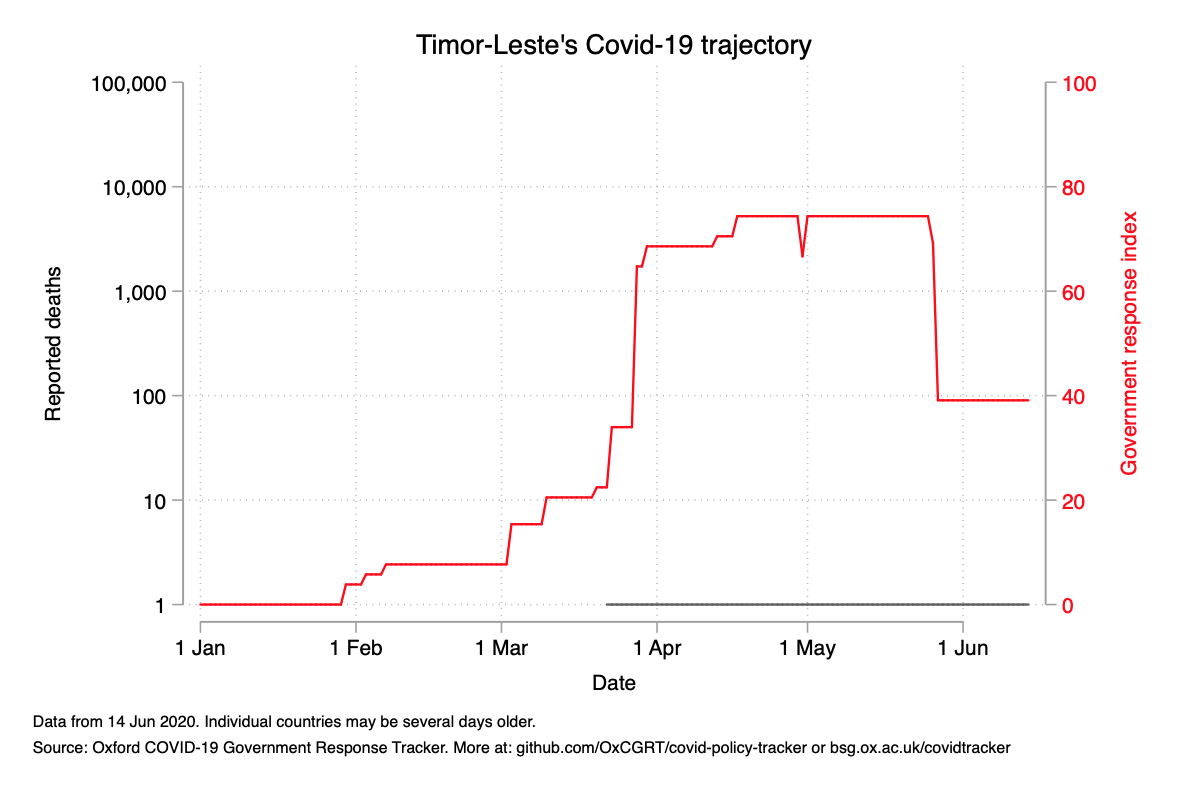 Timor-Leste's Covid-19 trajectory
100,000
10,000
1,000
100
10
1
Reported deaths
100
80
60
40
20
0
Government response index
1 Jan 1 Feb 1 Mar 1 Apr 1 May 1 Jun
Date
Data from 14 Jun 2020. Individual countries may be several days older.
Source: Oxford COVID-19 Government Response Tracker. More at: github.com/OxCGRT/covid-policy-tracker or bsg.ox.ac.uk/covidtracker